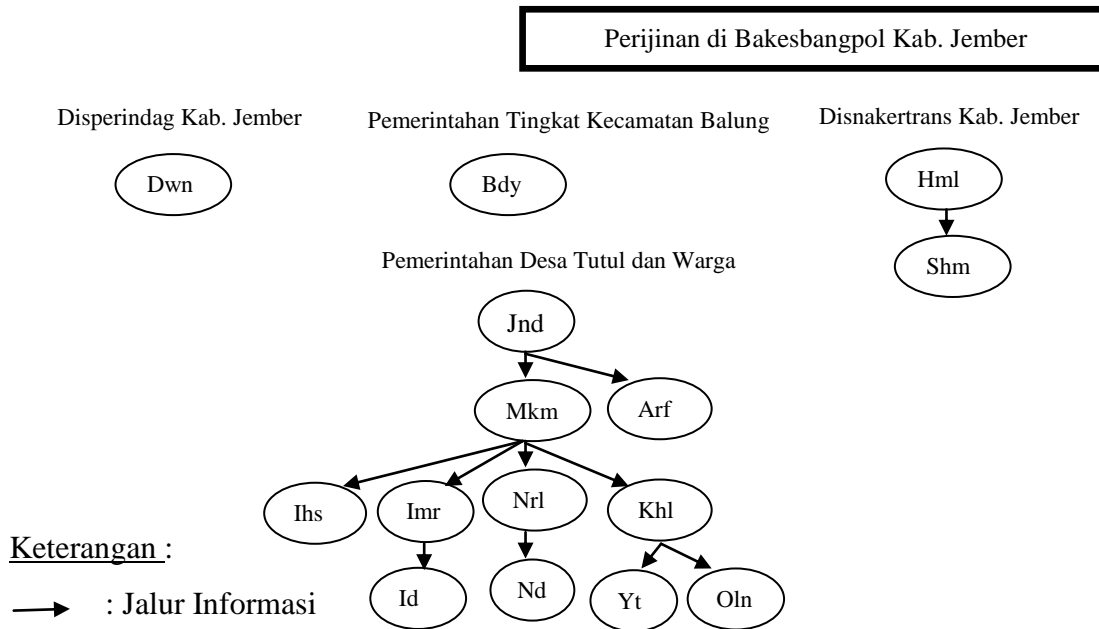 Perijinan di Bakesbangpol Kab. Jember
Disperindag Kab. Jember
Pemerintahan Tingkat Kecamatan Balung
Disnakertrans Kab. Jember
Dwn
Bdy
Hml
Shm
Pemerintahan Desa Tutul dan Warga
Jnd
Mkm
Arf
Ihs
Imr
Nrl
Khl
Id
Nd
Yt
Oln
Keterangan :
: Jalur Informasi